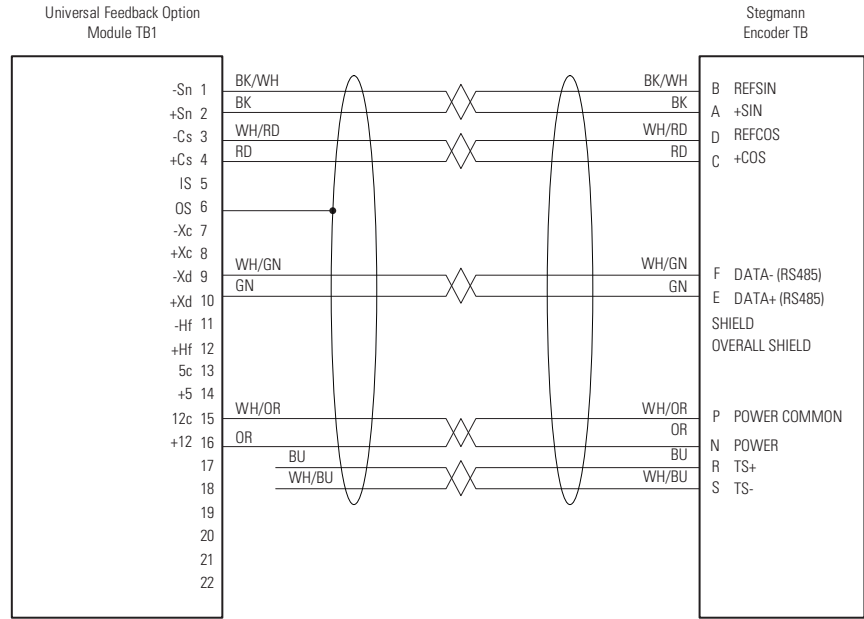 Universal Feedback Option
Module TB1
Stegmann
Encoder TB
-Sn 1 BK/WH BK/WH B REFSIN
+Sn 2 BK BK A +SIN
-Cs 3 WH/RD WH/RD D REFCOS
+Cs 4 RD RD C +COS
IS 5
OS 6
-Xc 7
+Xc 8
-Xd 9 WH/GN WH/GN F DATA- (RS485)
+Xd 10 GN GN E DATA+ (RS485)
-Hf 11 SHIELD
+Hf 12 OVERALL SHIELD
5c 13
+5 14
12c 15 WH/OR WH/OR P POWER COMMON
+12 16 OR OR N POWER
17 BU BU R TS+
18 WH/BU WH/BU S TS-
19
20
21
22